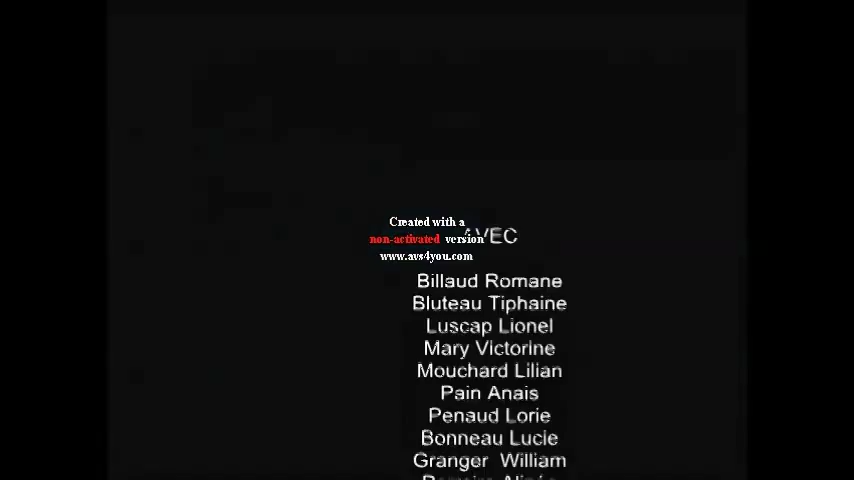 Created with a
non-activated version
www.avs4you.com
AVEC
Billaud Romane
Bluteau Tiphaine
Luscap Lionel
Mary Victorine
Mouchard Lilian
Pain Anais
Penaud Lorie
Bonneau Lucie
Granger William